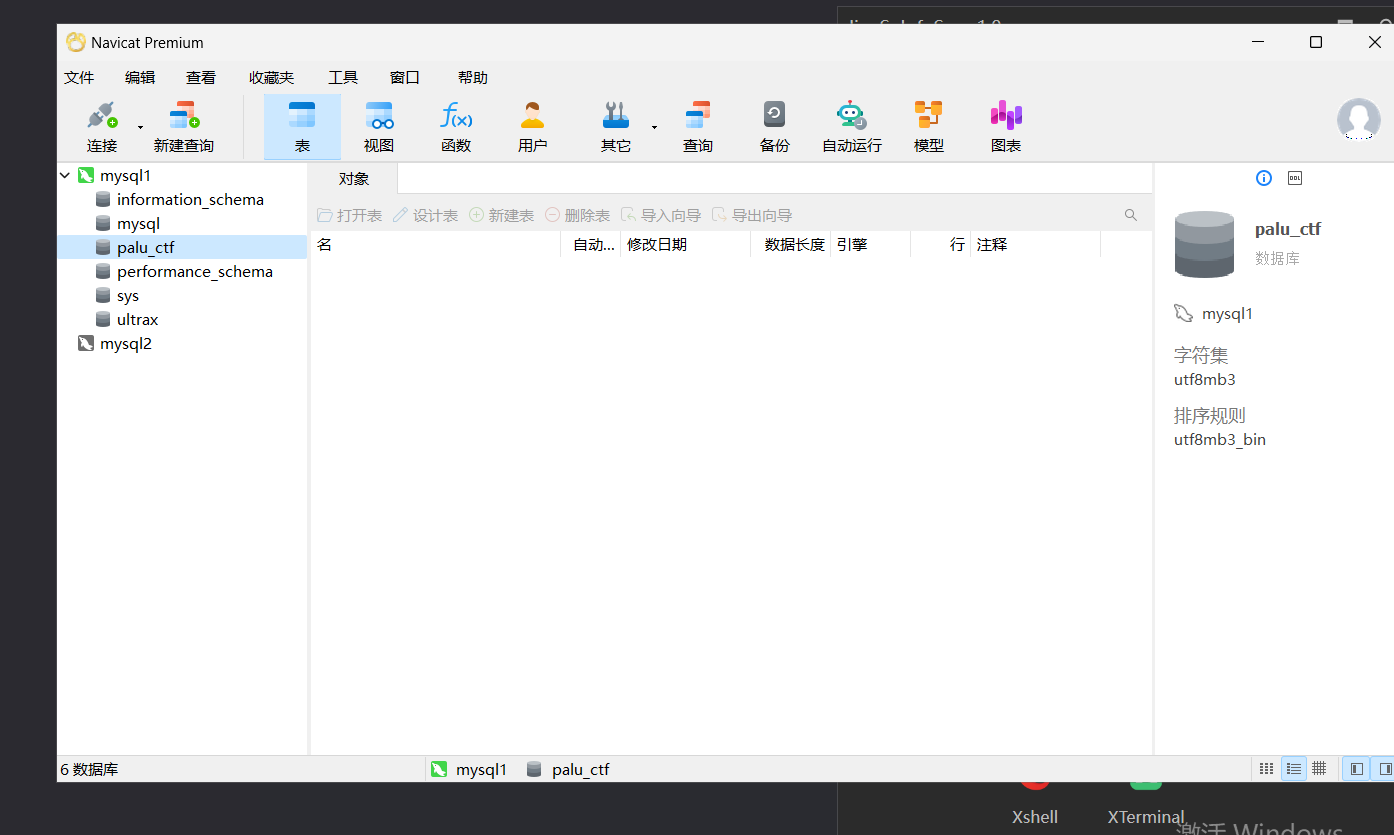 Navicat Premium
文件 编辑 查看 收藏夹 工具 窗口 帮助
连接 新建查询 表 视图 函数 用户 其它 查询 备份 自动运行 模型 图表
mysql1
information_schema
mysql
palu_ctf
performance_schema
sys
ultrax
mysql2
对象
打开表 设计表 新建表 删除表 导入向导 导出向导
名 自动... 修改日期 数据长度 引擎 行 注释
DDL
palu_ctf
数据库
mysql1
字符集
utf8mb3
排序规则
utf8mb3_bin
6 数据库 mysql1 palu_ctf
Xshell XTerminal
激活 Windows